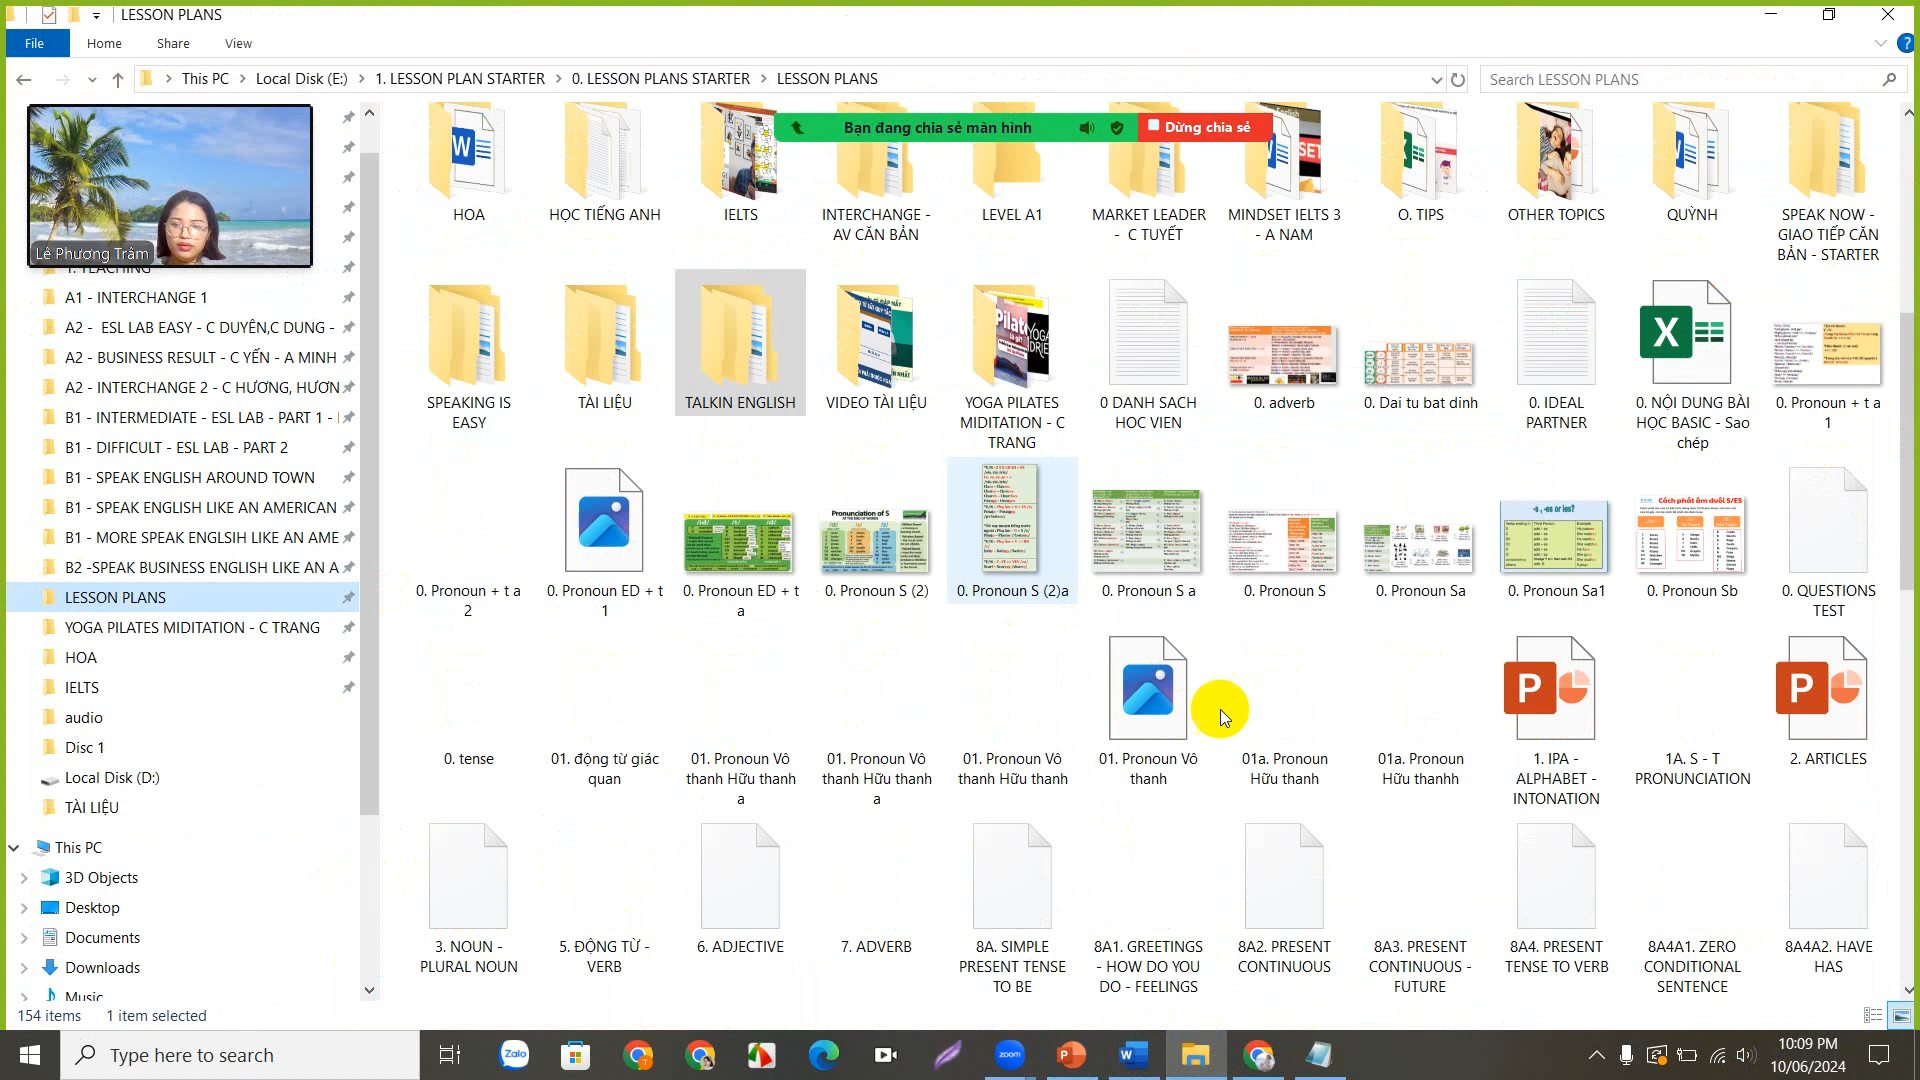 LESSON PLANS
File Home Share View
This PC > Local Disk (E:) > 1. LESSON PLAN STARTER > 0. LESSON PLANS STARTER > LESSON PLANS
Search LESSON PLANS
Bạn đang chia sẻ màn hình
Dừng chia sẻ
Lê Phương Trâm
1. TEACHING
A1 - INTERCHANGE 1
A2 - ESL LAB EASY - C DUYÊN,C DUNG -
A2 - BUSINESS RESULT - C YẾN - A MINH
A2 - INTERCHANGE 2 - C HƯƠNG, HƯƠN
B1 - INTERMEDIATE - ESL LAB - PART 1 -
B1 - DIFFICULT - ESL LAB - PART 2
B1 - SPEAK ENGLISH AROUND TOWN
B1 - SPEAK ENGLISH LIKE AN AMERICAN
B1 - MORE SPEAK ENGLSIH LIKE AN AME
B2 -SPEAK BUSINESS ENGLISH LIKE AN A
LESSON PLANS
YOGA PILATES MIDITATION - C TRANG
HOA
IELTS
audio
Disc 1
Local Disk (D:)
TÀI LIỆU
This PC
3D Objects
Desktop
Documents
Downloads
Music
HOA
HỌC TIẾNG ANH
IELTS
INTERCHANGE -
AV CĂN BẢN
LEVEL A1
MARKET LEADER
- C TUYẾT
MINDSET IELTS 3
- A NAM
O. TIPS
OTHER TOPICS
QUỲNH
SPEAK NOW -
GIAO TIẾP CĂN
BẢN - STARTER
SPEAKING IS
EASY
TÀI LIỆU
TALKIN ENGLISH
VIDEO TÀI LIỆU
YOGA PILATES
MIDITATION - C
TRANG
0 DANH SACH
HOC VIEN
0. adverb
0. Dai tu bat dinh
0. IDEAL
PARTNER
0. NỘI DUNG BÀI
HỌC BASIC - Sao
chép
0. Pronoun + t a
1
0. Pronoun + t a
2
0. Pronoun ED + t
1
0. Pronoun ED + t
a
Pronunciation of S
0. Pronoun S (2)
0. Pronoun S (2)a
0. Pronoun S a
0. Pronoun S
0. Pronoun Sa
-s , -es or ies?
0. Pronoun Sa1
Cách phát âm đuôi S/ES
0. Pronoun Sb
0. QUESTIONS
TEST
0. tense
01. động từ giác
quan
01. Pronoun Vô
thanh Hữu thanh
a
01. Pronoun Vô
thanh Hữu thanh
a
01. Pronoun Vô
thanh Hữu thanh
01. Pronoun Vô
thanh
01a. Pronoun
Hữu thanh
01a. Pronoun
Hữu thanhh
1. IPA -
ALPHABET -
INTONATION
1A. S - T
PRONUNCIATION
2. ARTICLES
3. NOUN -
PLURAL NOUN
5. ĐỘNG TỪ -
VERB
6. ADJECTIVE
7. ADVERB
8A. SIMPLE
PRESENT TENSE
TO BE
8A1. GREETINGS
- HOW DO YOU
DO - FEELINGS
8A2. PRESENT
CONTINUOUS
8A3. PRESENT
CONTINUOUS -
FUTURE
8A4. PRESENT
TENSE TO VERB
8A4A1. ZERO
CONDITIONAL
SENTENCE
8A4A2. HAVE
HAS
154 items 1 item selected
Type here to search
Zalo
zoom
10:09 PM
10/06/2024